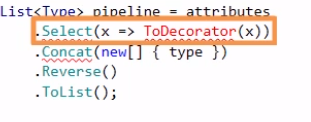 List<Type> pipeline = attributes
.Select(x => ToDecorator(x))
.Concat(new[] { type })
.Reverse()
.ToList();